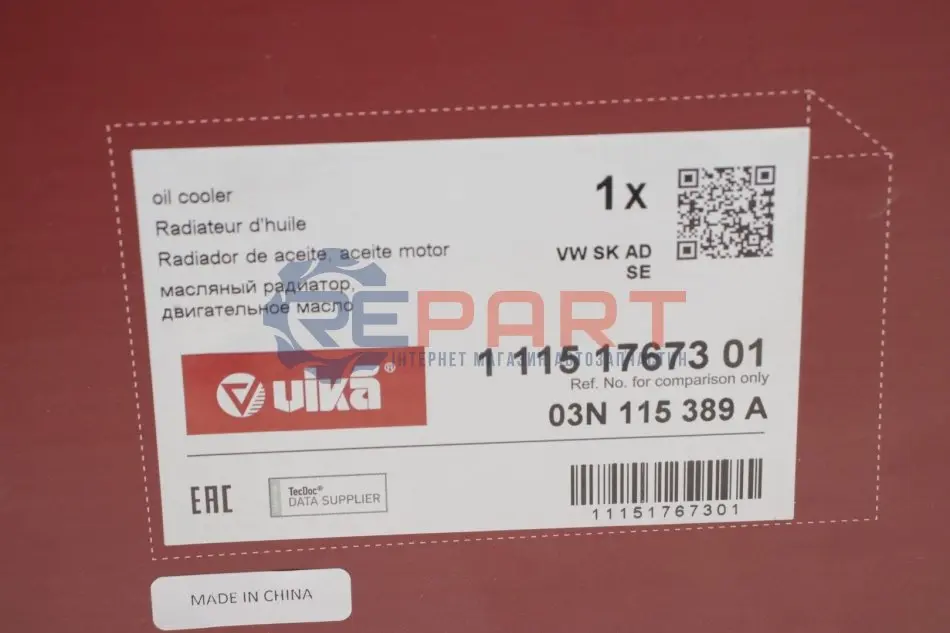 oil cooler
Radiateur d'huile
Radiador de aceite, aceite motor
масляный радиатор,
двигательное масло
1x
VW SK AD
SE
REPART
ІНТЕРНЕТ МАГАЗИН АВТОЗАПЧАСТИН
1 115 17673 01
Ref. No. for comparison only
03N 115 389 A
vika®
EAC
TecDoc®
DATA SUPPLIER
11151767301
MADE IN CHINA